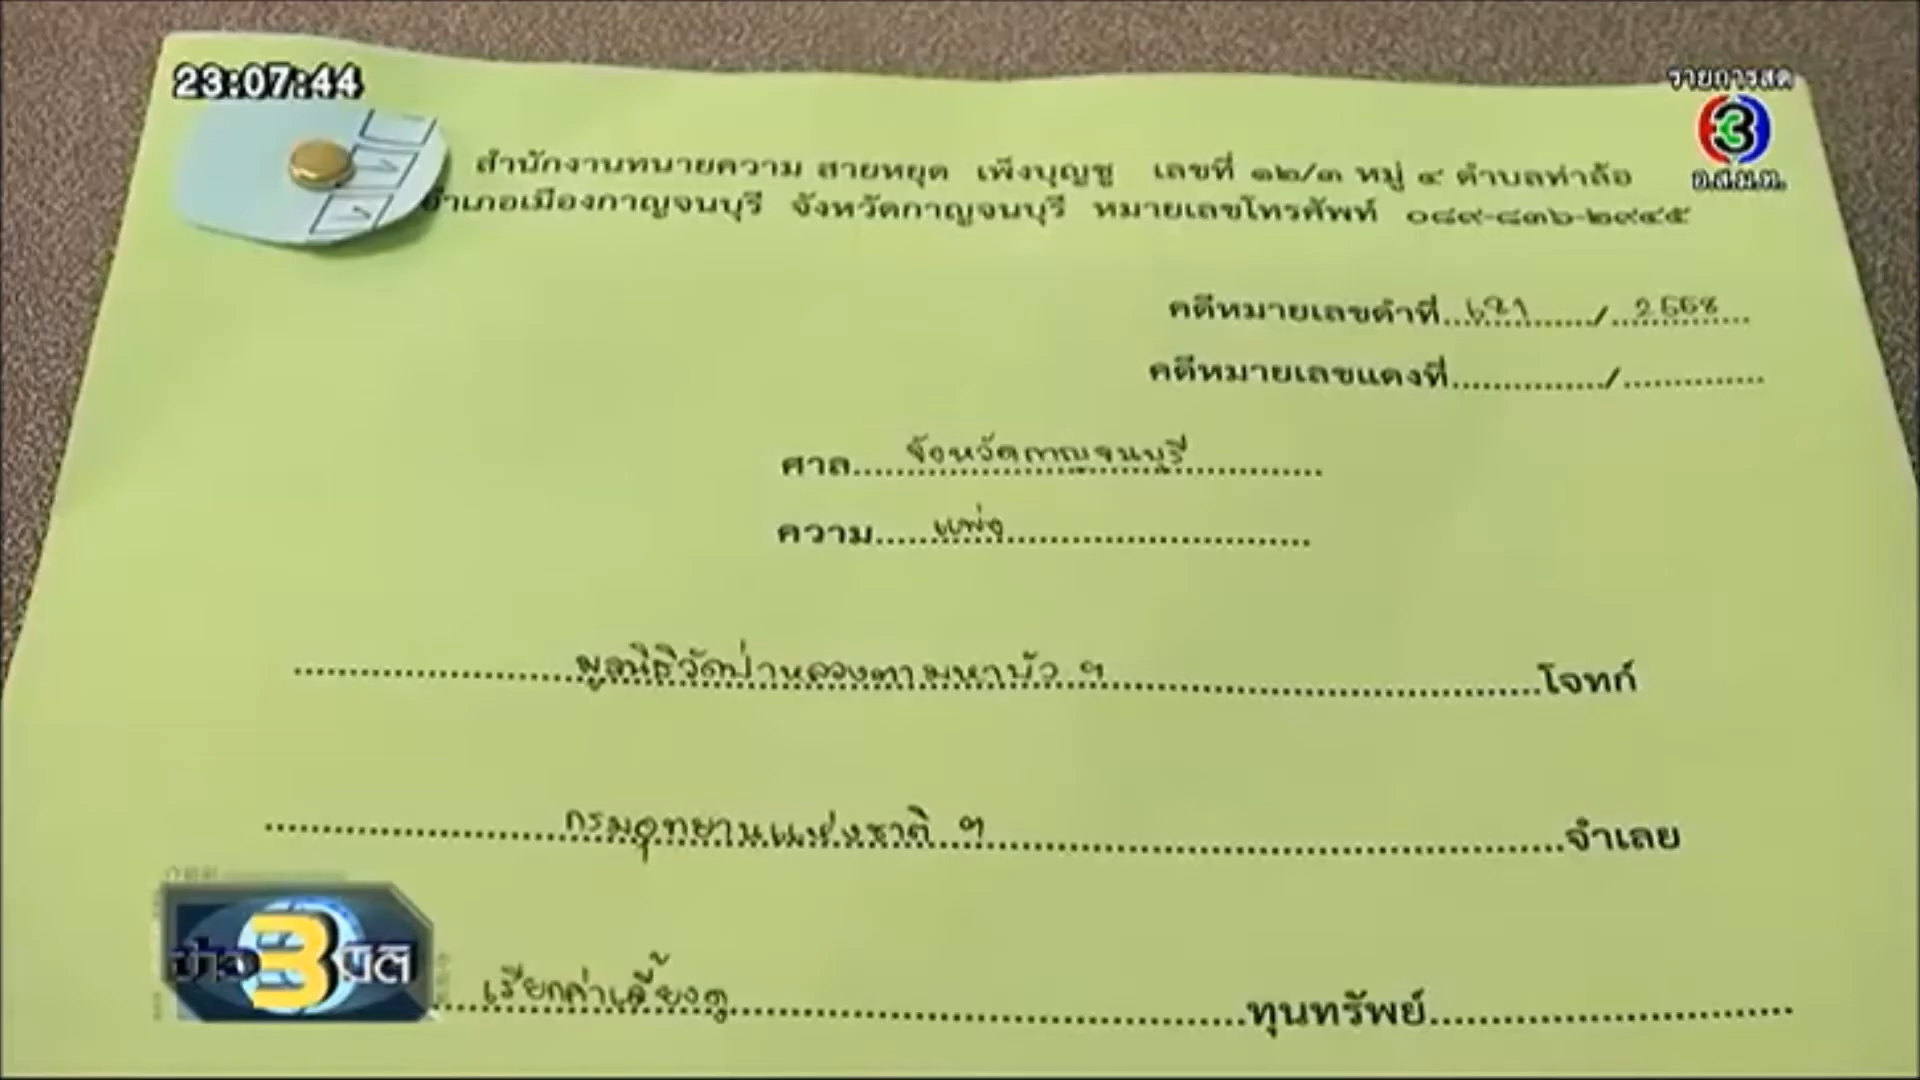 23:07:44
รายการสด
3
อ.ส.ม.ท.
สำนักงานทนายความ สายหยุด เพ็งบุญชู เลขที่ ๑๒/๓ หมู่ ๔ ตำบลท่าล้อ
อำเภอเมืองกาญจนบุรี จังหวัดกาญจนบุรี หมายเลขโทรศัพท์ ๐๘๙-๘๓๖-๒๙๔๕
คดีหมายเลขดำที่............/............
คดีหมายเลขแดงที่............/............
ศาล....จังหวัดกาญจนบุรี............
ความ....แพ่ง............
............มูลนิธิวัดป่าหลวงตามหาบัว ฯ............โจทก์
............กรมอุทยานแห่งชาติ ฯ............จำเลย
....เรียกค่าเลี้ยงดู............ทุนทรัพย์............
ข่าว3มิติ